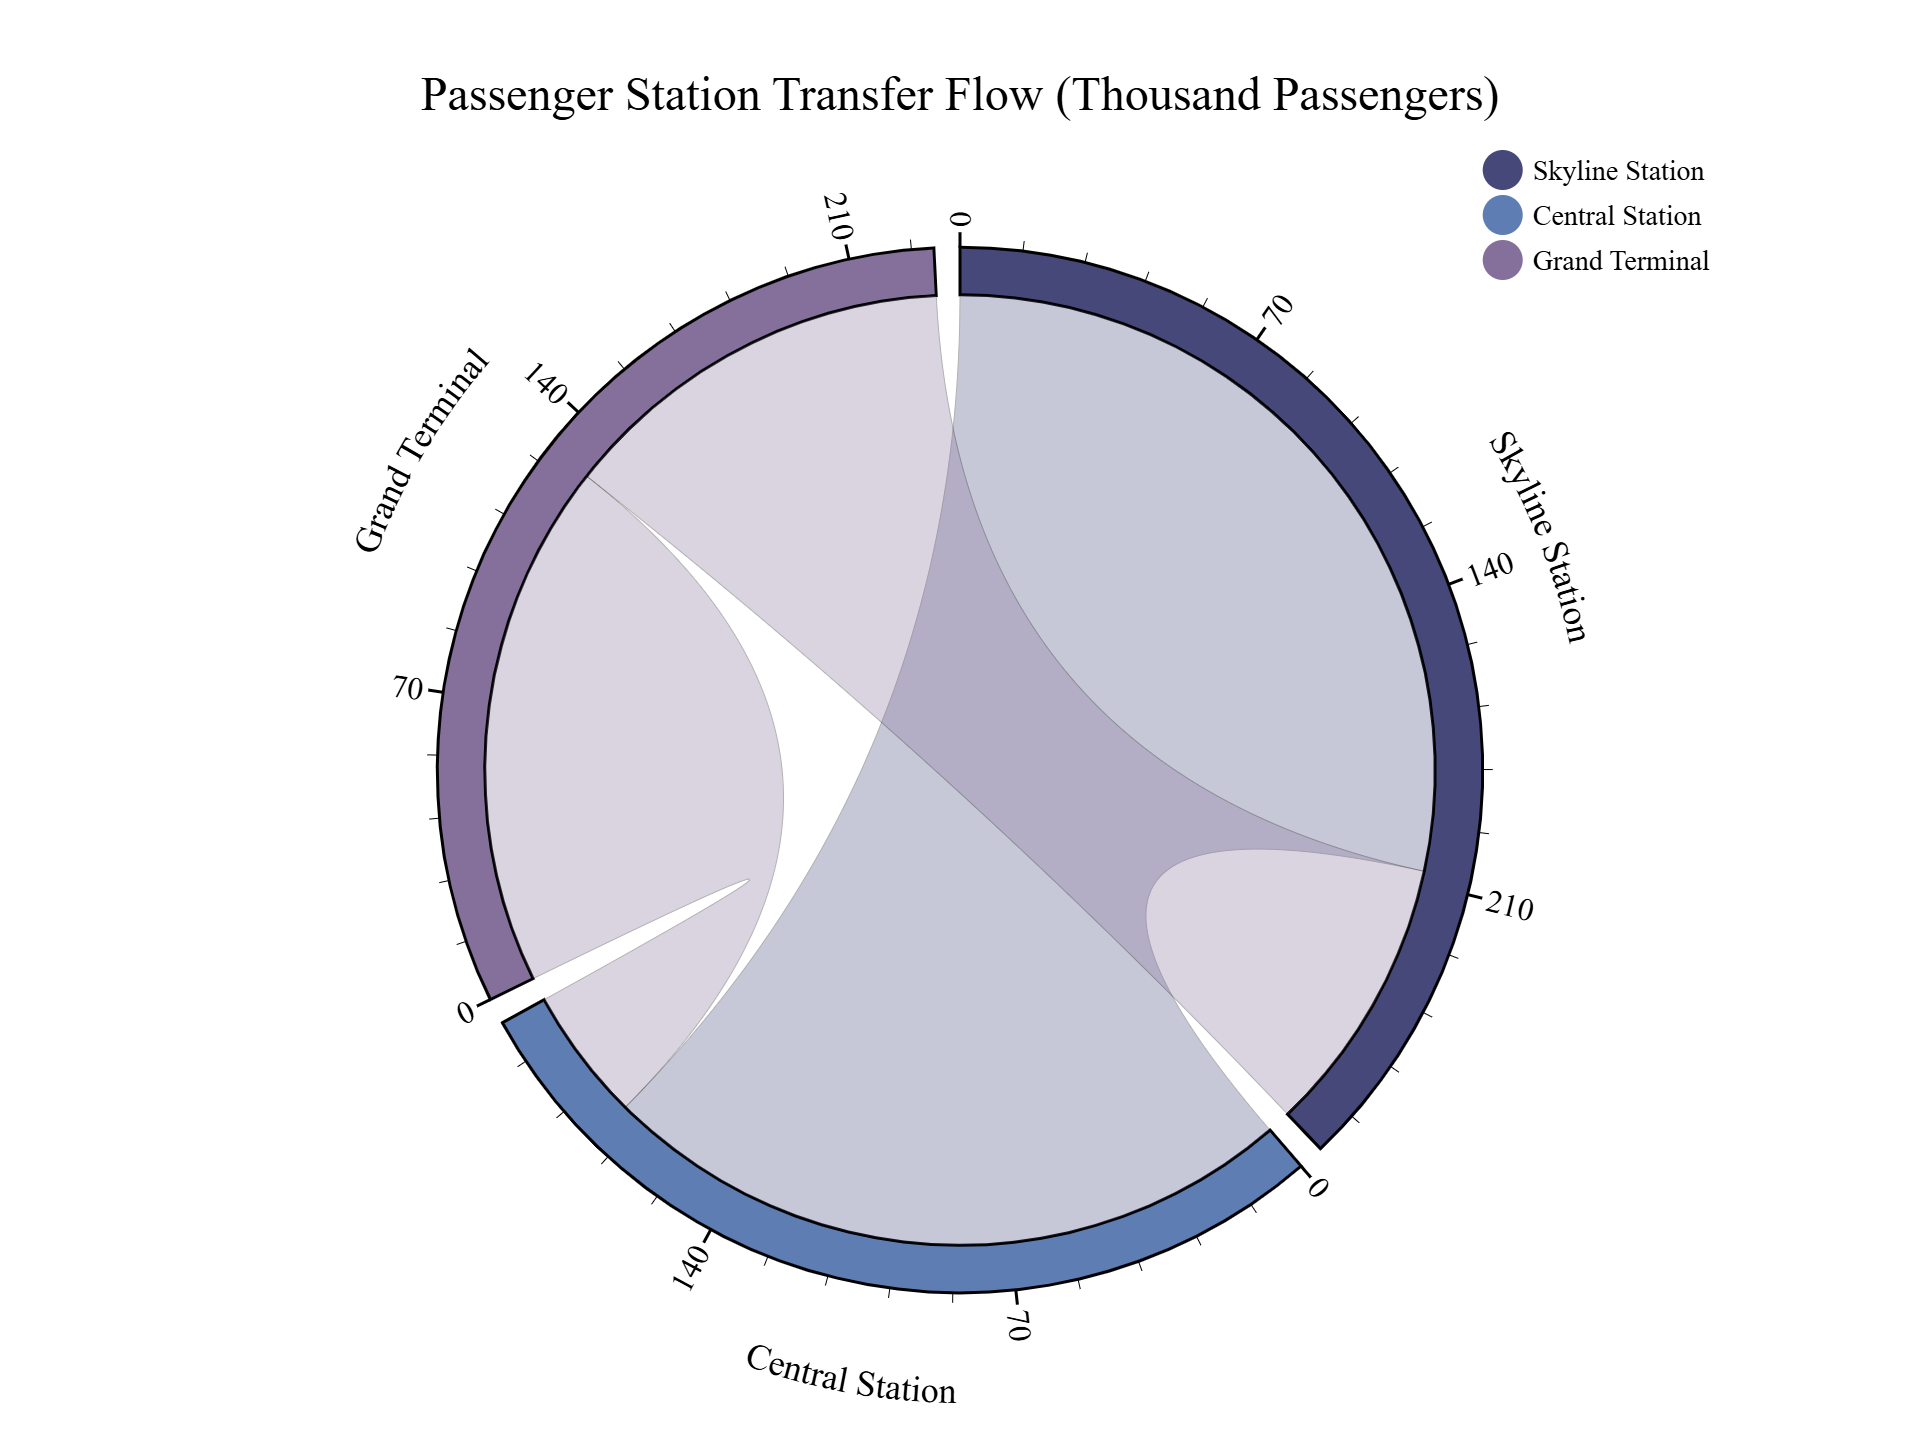 Passenger Station Transfer Flow (Thousand Passengers)
Skyline Station
Central Station
Grand Terminal
0
70
140
210
Skyline Station
0
70
140
Central Station
0
70
140
210
Grand Terminal